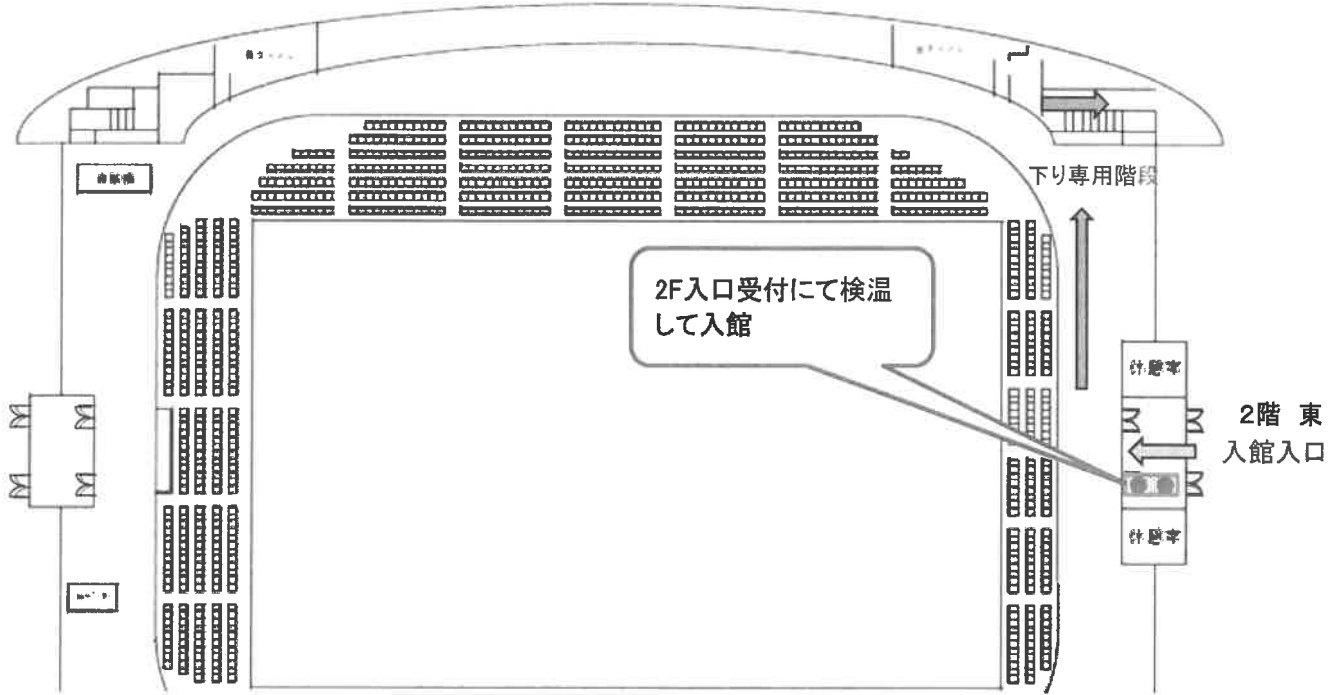 下り専用階段
2F入口受付にて検温
して入館
休憩室
2階 東
入館入口
休憩室